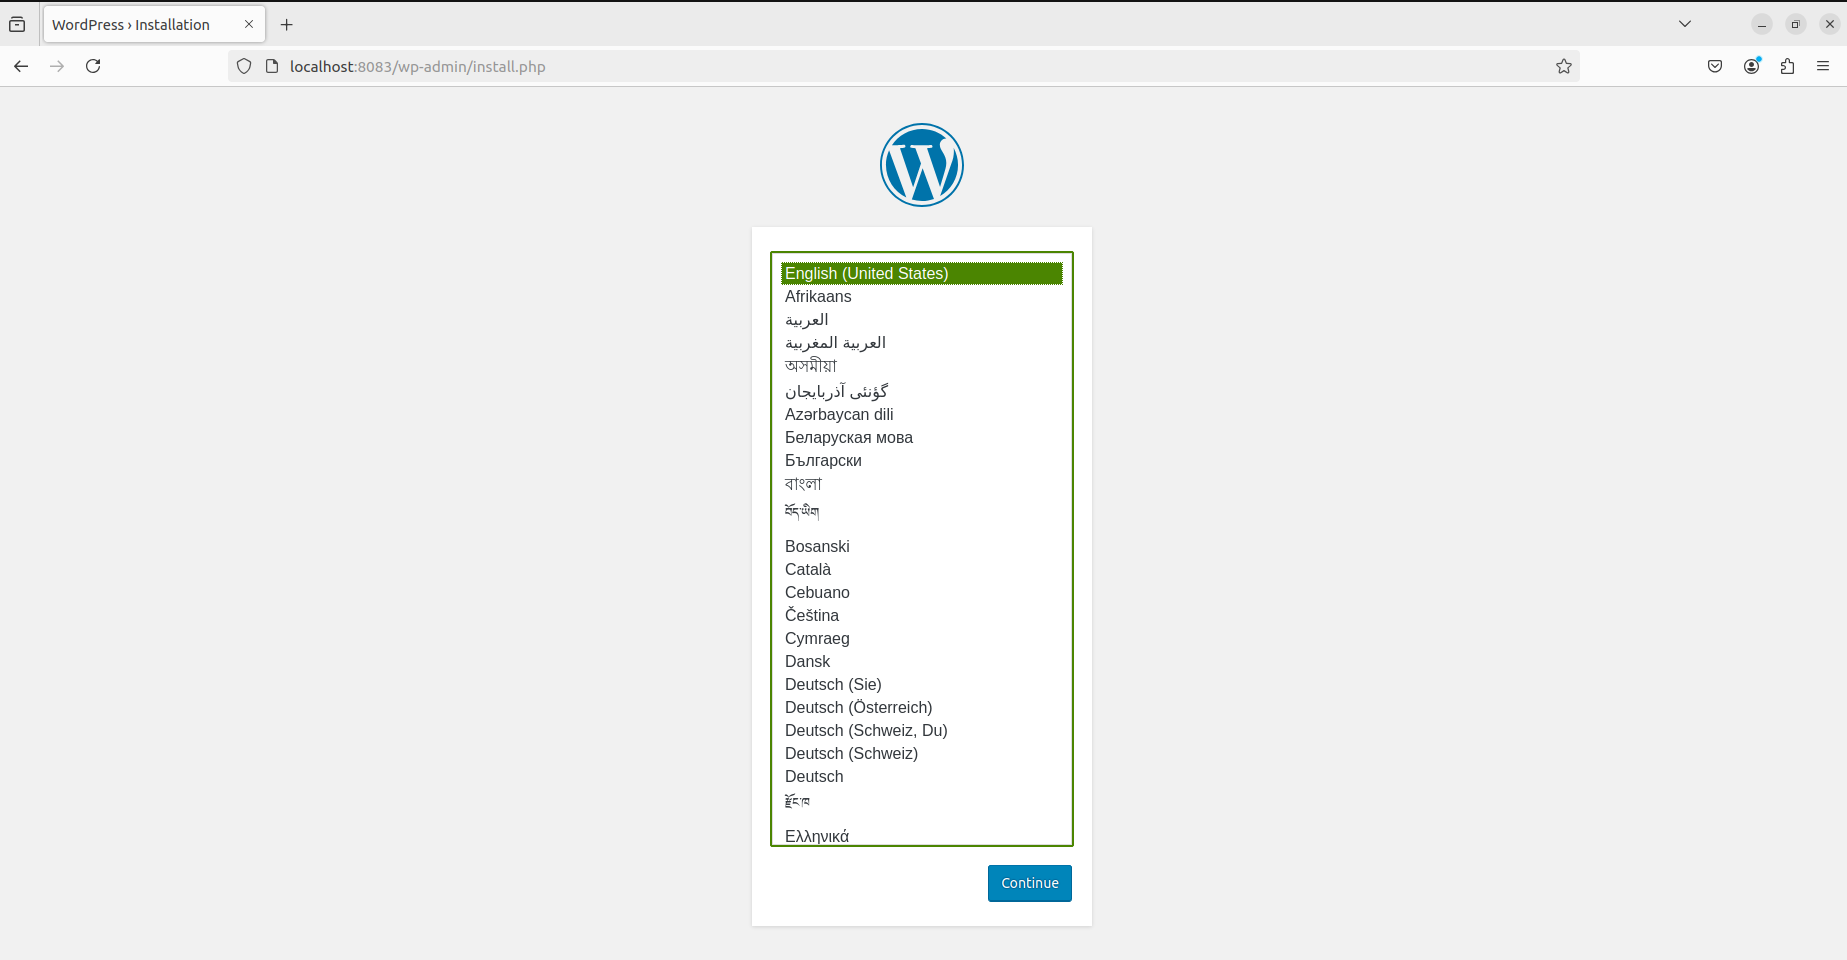 WordPress › Installation
localhost:8083/wp-admin/install.php
English (United States)
Afrikaans
العربية
العربية المغربية
অসমীয়া
گؤنئی آذربایجان
Azərbaycan dili
Беларуская мова
Български
বাংলা
བོད་ཡིག
Bosanski
Català
Cebuano
Čeština
Cymraeg
Dansk
Deutsch (Sie)
Deutsch (Österreich)
Deutsch (Schweiz, Du)
Deutsch (Schweiz)
Deutsch
རྫོང་ཁ
Ελληνικά
Continue